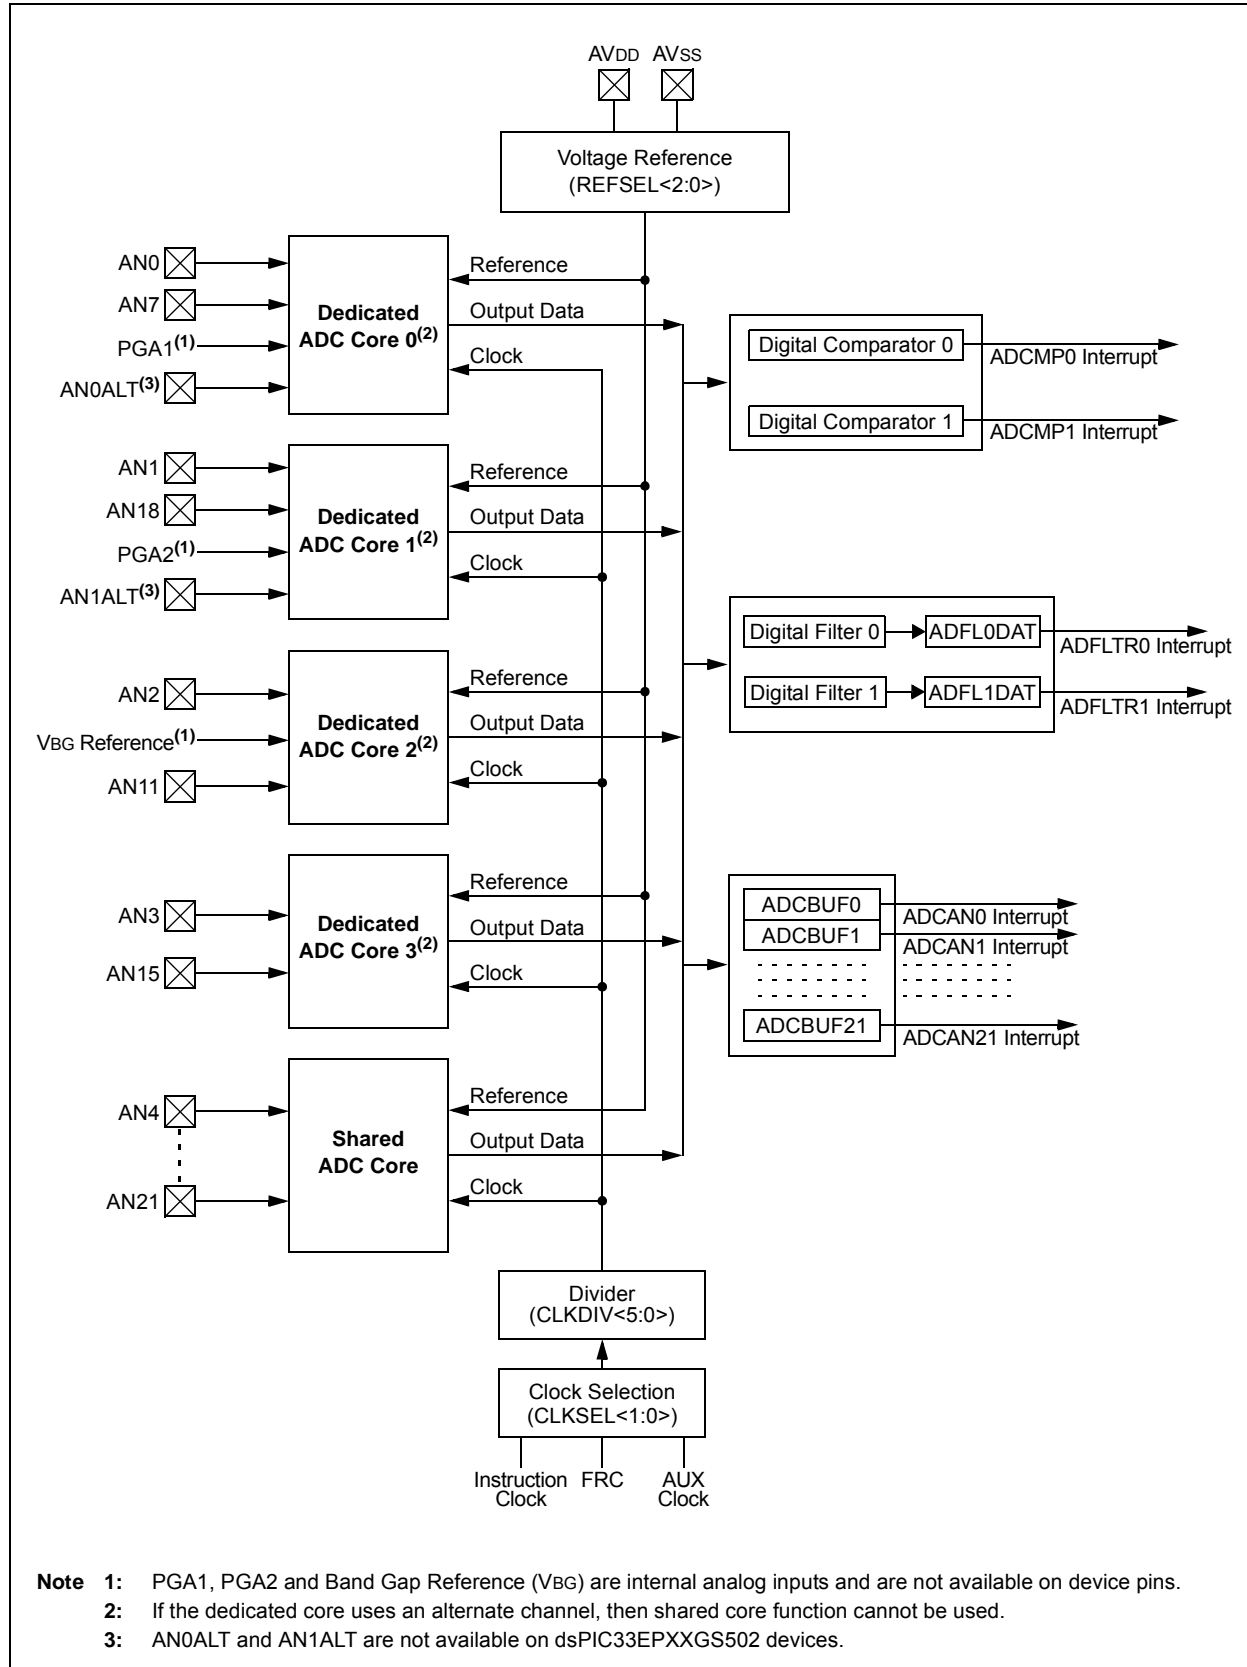 AVDD AVSS
Voltage Reference
(REFSEL<2:0>)
AN0
AN7
PGA1(1)
AN0ALT(3)
Dedicated
ADC Core 0(2)
Reference
Output Data
Clock
Digital Comparator 0
ADCMP0 Interrupt
Digital Comparator 1
ADCMP1 Interrupt
AN1
AN18
PGA2(1)
AN1ALT(3)
Dedicated
ADC Core 1(2)
Reference
Output Data
Clock
Digital Filter 0
ADFL0DAT
ADFLTR0 Interrupt
Digital Filter 1
ADFL1DAT
ADFLTR1 Interrupt
AN2
VBG Reference(1)
AN11
Dedicated
ADC Core 2(2)
Reference
Output Data
Clock
AN3
AN15
Dedicated
ADC Core 3(2)
Reference
Output Data
Clock
ADCBUF0
ADCAN0 Interrupt
ADCBUF1
ADCAN1 Interrupt
ADCBUF21
ADCAN21 Interrupt
AN4
AN21
Shared
ADC Core
Reference
Output Data
Clock
Divider
(CLKDIV<5:0>)
Clock Selection
(CLKSEL<1:0>)
Instruction
Clock
FRC
AUX
Clock
Note 1: PGA1, PGA2 and Band Gap Reference (VBG) are internal analog inputs and are not available on device pins.
2: If the dedicated core uses an alternate channel, then shared core function cannot be used.
3: AN0ALT and AN1ALT are not available on dsPIC33EPXXGS502 devices.